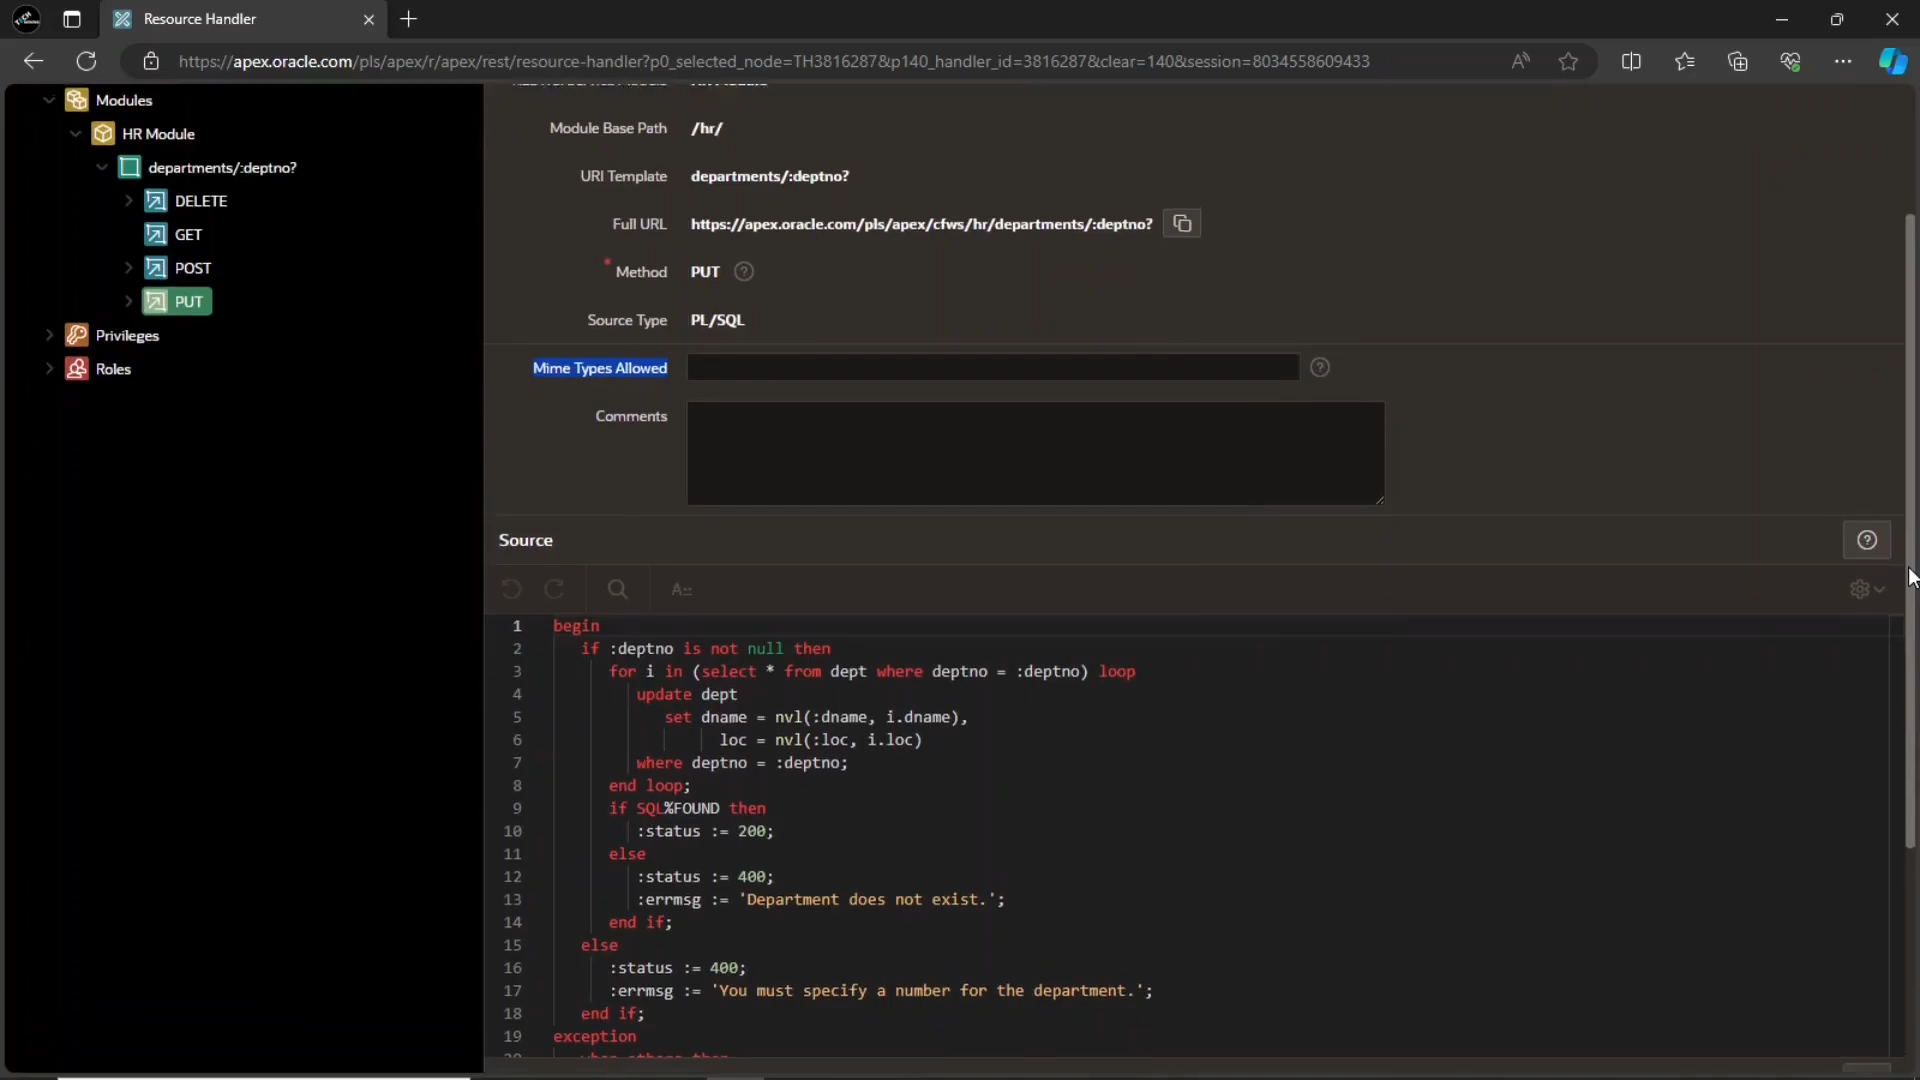 Resource Handler
https://apex.oracle.com/pls/apex/r/apex/rest/resource-handler?p0_selected_node=TH3816287&p140_handler_id=3816287&clear=140&session=8034558609433
Modules
HR Module
departments/:deptno?
DELETE
GET
POST
PUT
Privileges
Roles
Module Base Path /hr/
URI Template departments/:deptno?
Full URL https://apex.oracle.com/pls/apex/cfws/hr/departments/:deptno?
* Method PUT
Source Type PL/SQL
Mime Types Allowed
Comments
Source
1 begin
2 if :deptno is not null then
3 for i in (select * from dept where deptno = :deptno) loop
4 update dept
5 set dname = nvl(:dname, i.dname),
6 loc = nvl(:loc, i.loc)
7 where deptno = :deptno;
8 end loop;
9 if SQL%FOUND then
10 :status := 200;
11 else
12 :status := 400;
13 :errmsg := 'Department does not exist.';
14 end if;
15 else
16 :status := 400;
17 :errmsg := 'You must specify a number for the department.';
18 end if;
19 exception